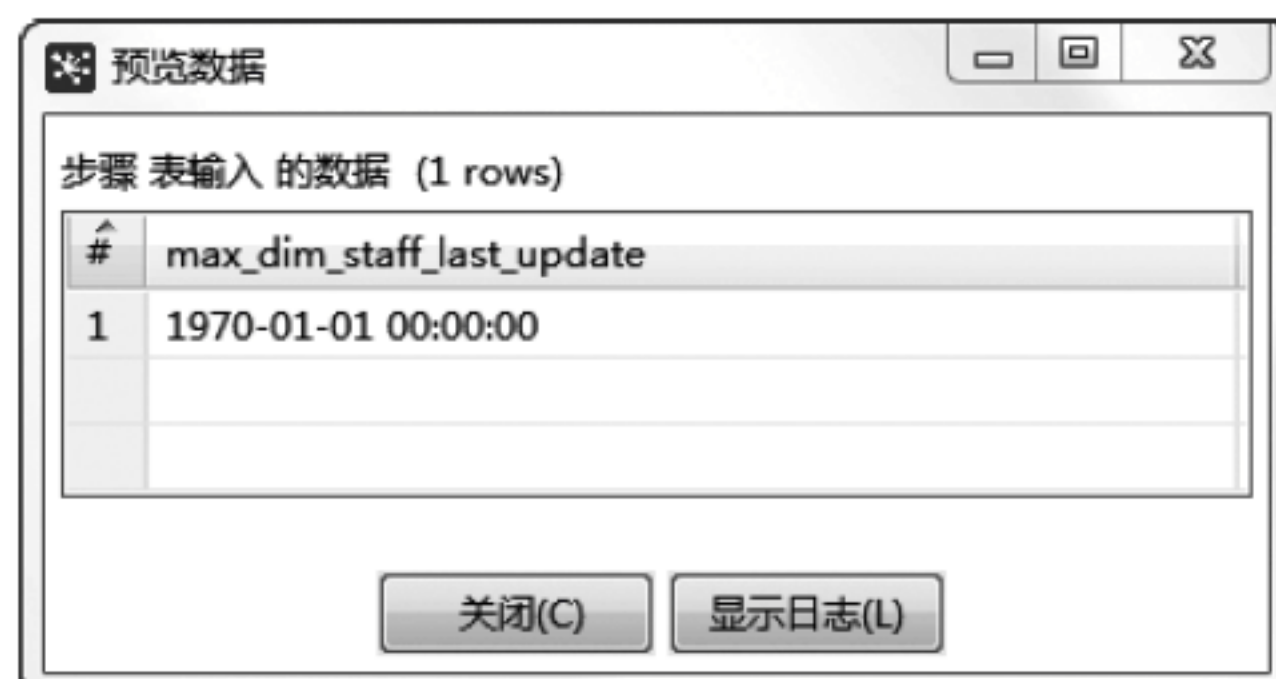 预览数据
步骤 表输入 的数据 (1 rows)
# max_dim_staff_last_update
1 1970-01-01 00:00:00
关闭(C) 显示日志(L)